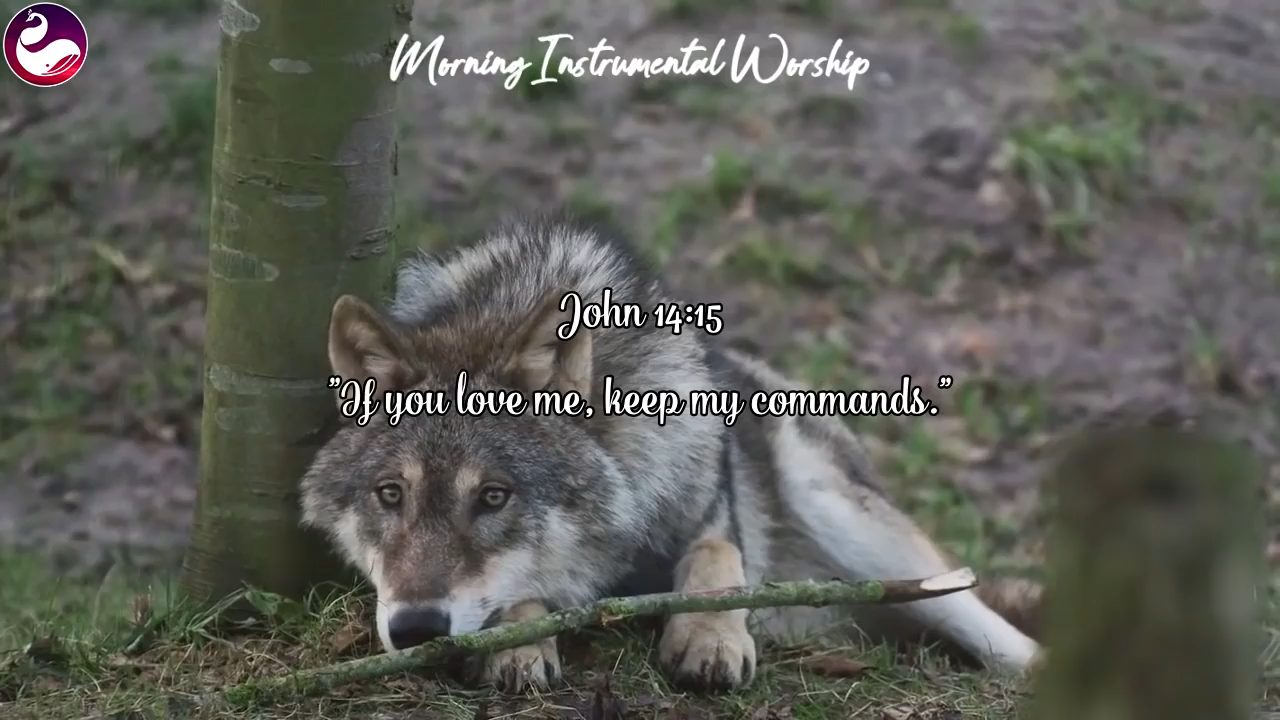 Morning Instrumental Worship
John 14:15
"If you love me, keep my commands."